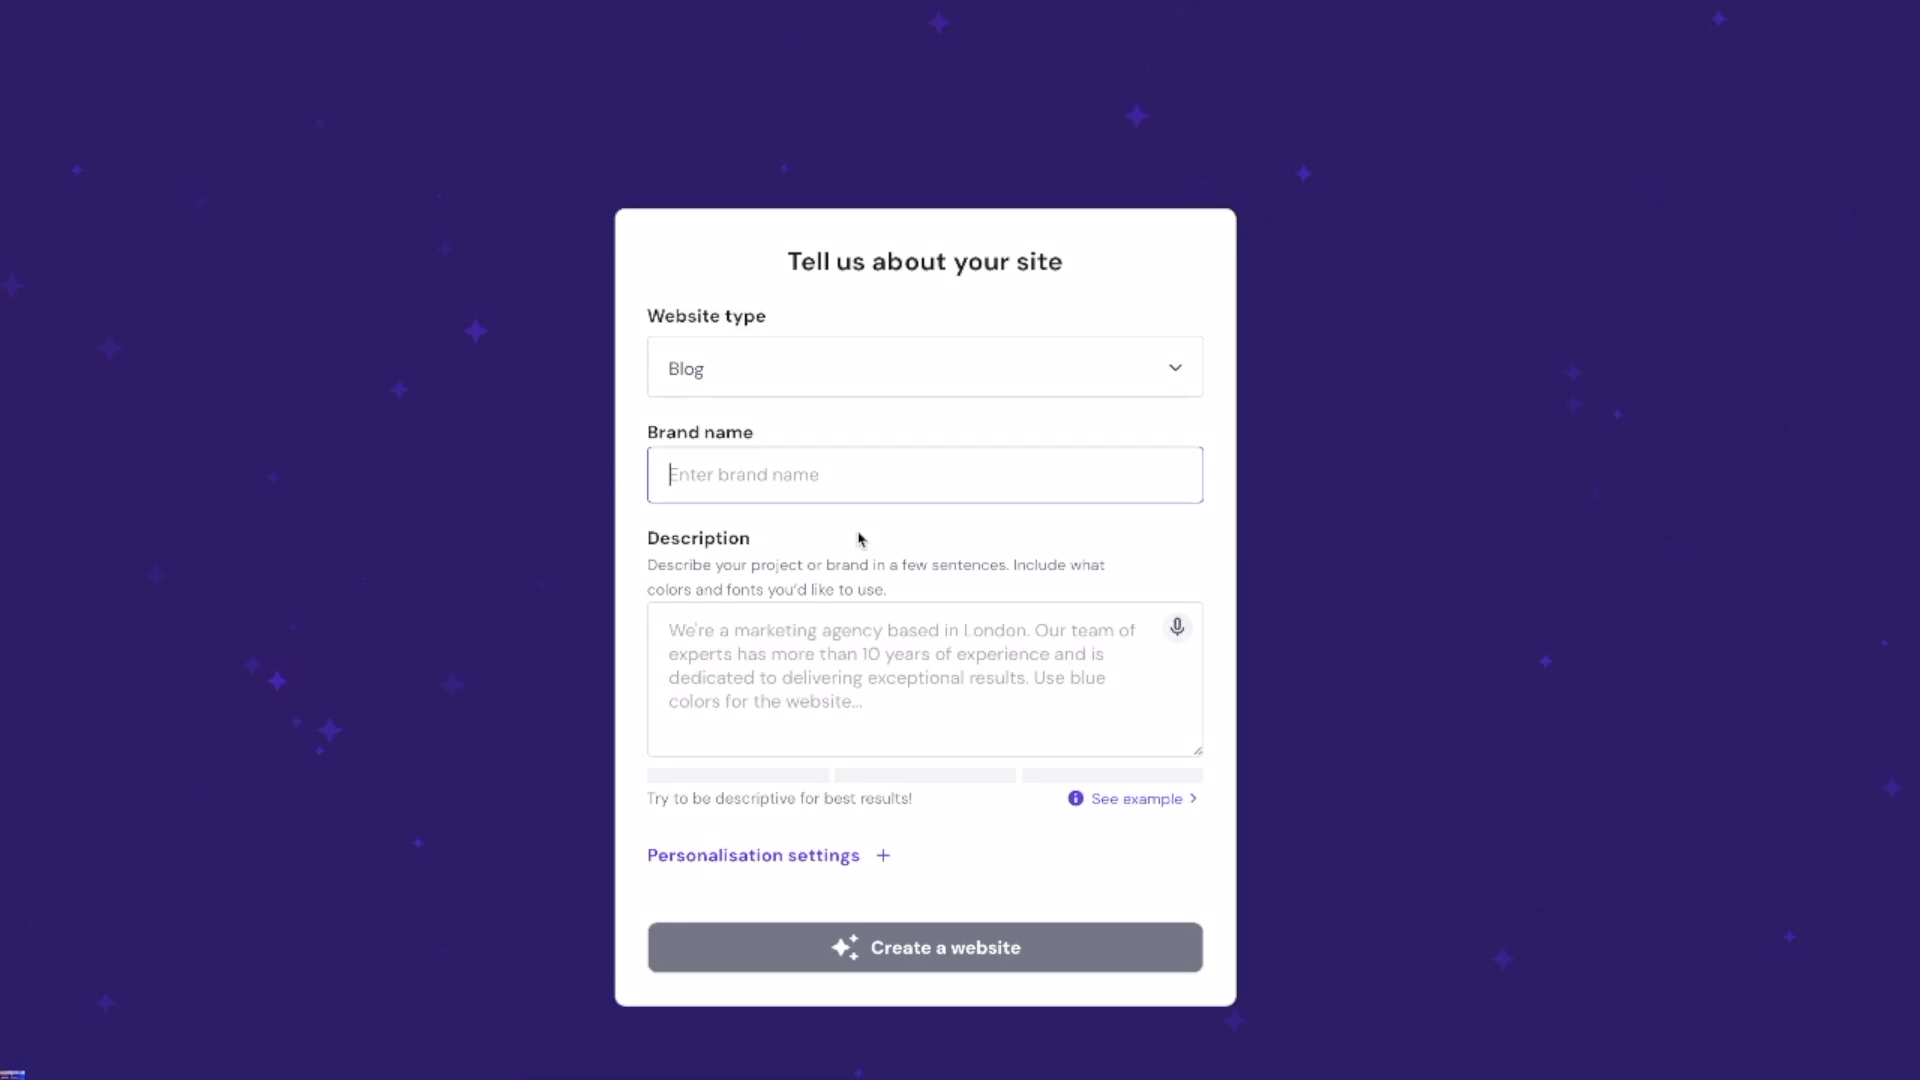 Tell us about your site
Website type
Blog
Brand name
Enter brand name
Description
Describe your project or brand in a few sentences. Include what
colors and fonts you'd like to use.
We're a marketing agency based in London. Our team of
experts has more than 10 years of experience and is
dedicated to delivering exceptional results. Use blue
colors for the website...
Try to be descriptive for best results!
See example
Personalisation settings +
Create a website